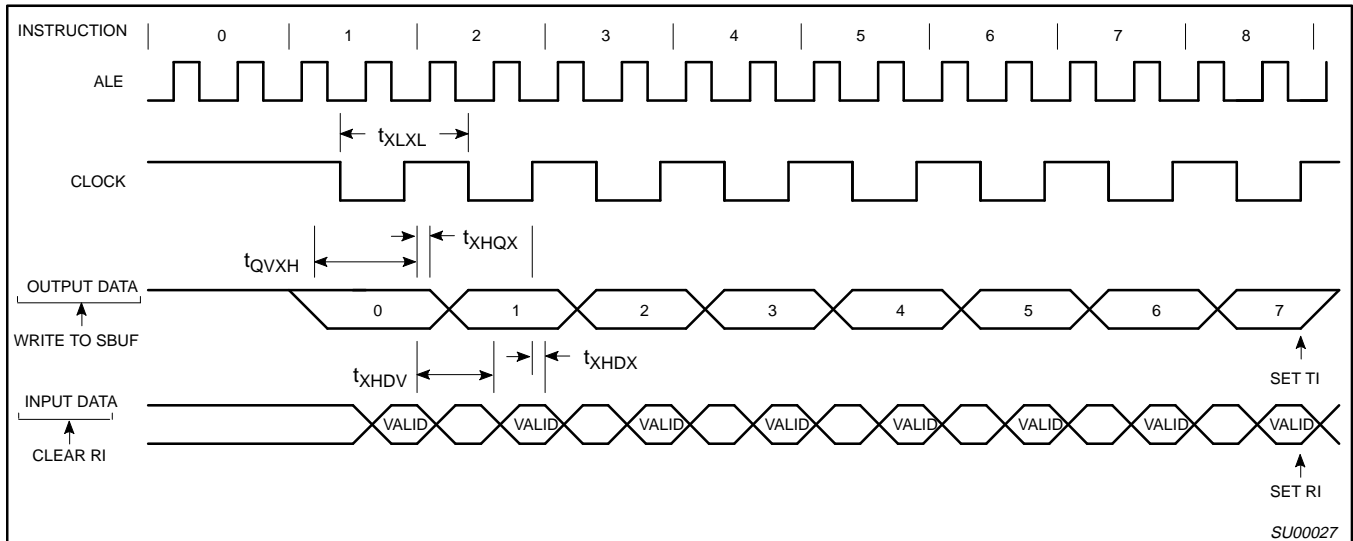 INSTRUCTION 0 1 2 3 4 5 6 7 8
ALE
tXLXL
CLOCK
tXHQX
tQVXH
OUTPUT DATA
0 1 2 3 4 5 6 7
WRITE TO SBUF
tXHDX
tXHDV
SET TI
INPUT DATA
VALID VALID VALID VALID VALID VALID VALID VALID
CLEAR RI
SET RI
SU00027